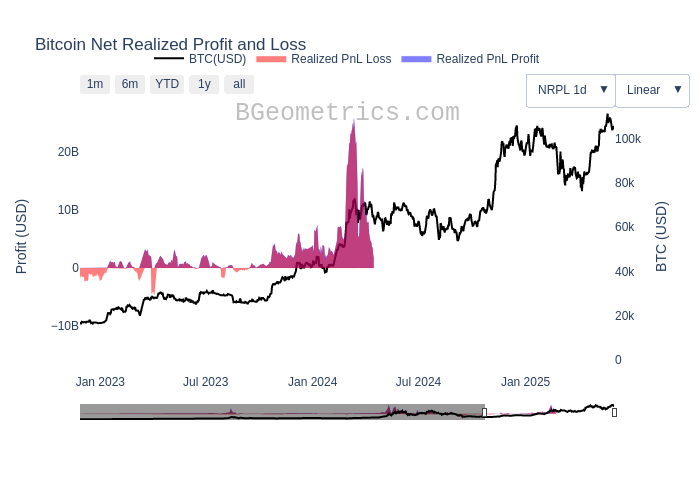 Bitcoin Net Realized Profit and Loss
BTC(USD) Realized PnL Loss Realized PnL Profit
1m 6m YTD 1y all
NRPL 1d ▼ Linear ▼
BGeometrics.com
20B
10B
0
−10B
Profit (USD)
100k
80k
60k
40k
20k
0
BTC (USD)
Jan 2023 Jul 2023 Jan 2024 Jul 2024 Jan 2025